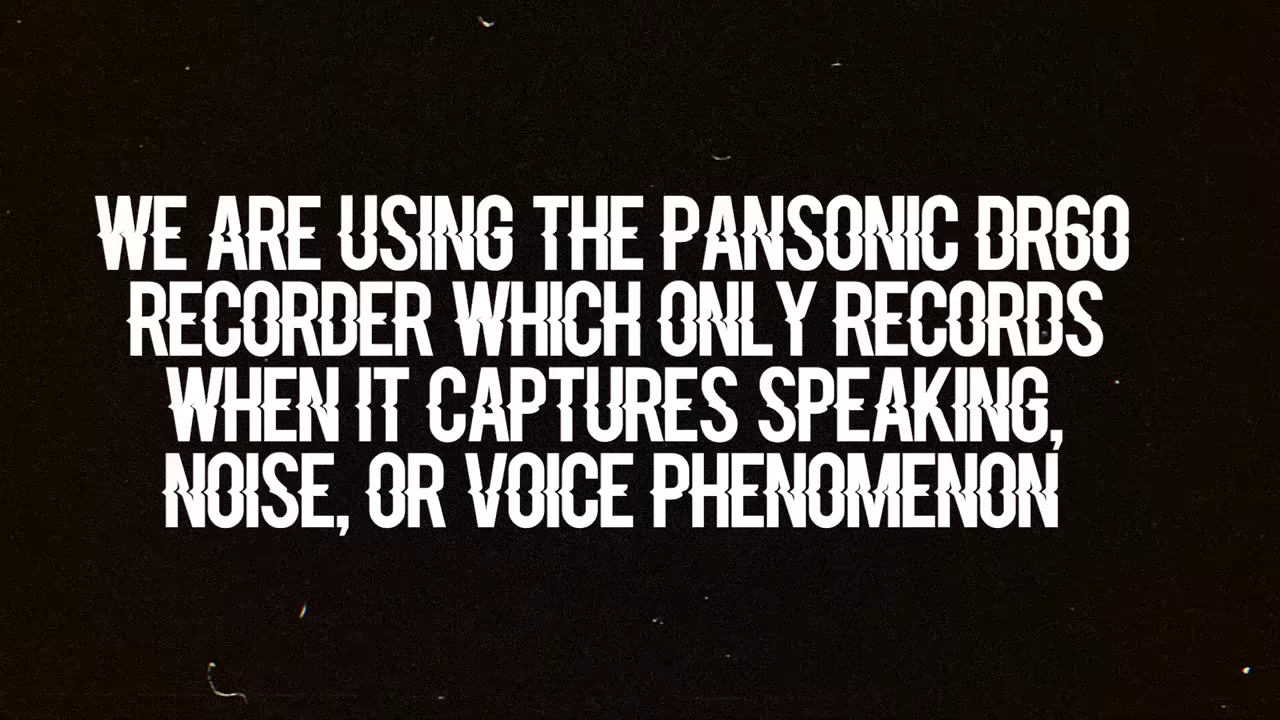 WE ARE USING THE PANSONIC DR60
RECORDER WHICH ONLY RECORDS
WHEN IT CAPTURES SPEAKING,
NOISE, OR VOICE PHENOMENON